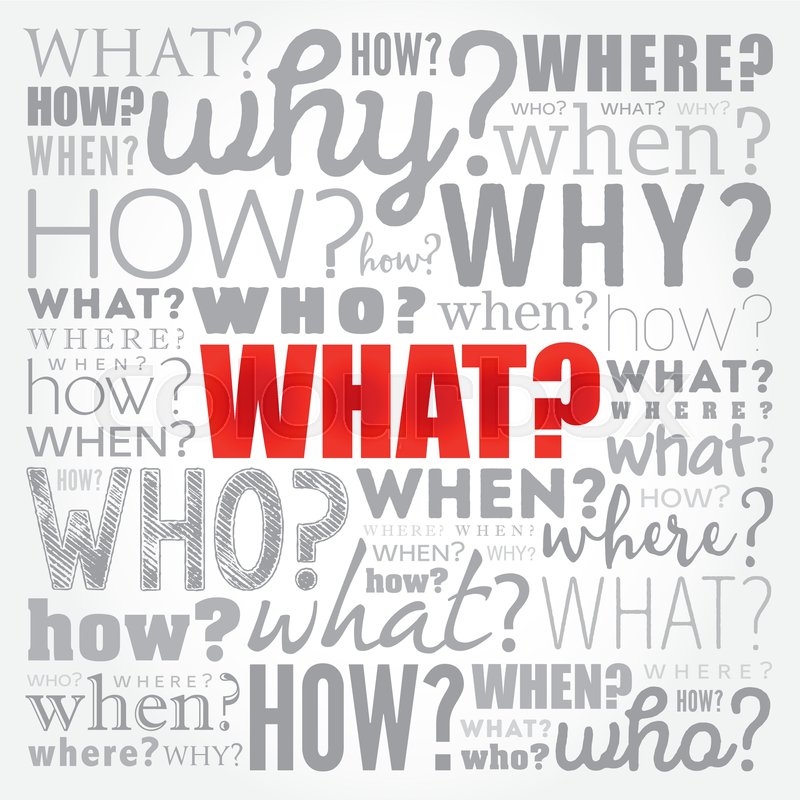 WHAT? why? HOW? WHERE?
HOW? WHO? WHAT? WHY?
WHEN? when?
HOW? how? WHY?
WHAT? WHO? when? how?
WHERE?
WHEN? WHAT? WHAT?
how? WHERE?
WHEN? what?
HOW? WHO? WHEN? HOW?
WHERE? WHEN? where?
WHEN? WHY?
how? what? how? WHAT?
WHO? WHERE? HOW? WHEN? WHERE?
when? HOW?
WHAT? who?
where? WHY? who?
colourbox